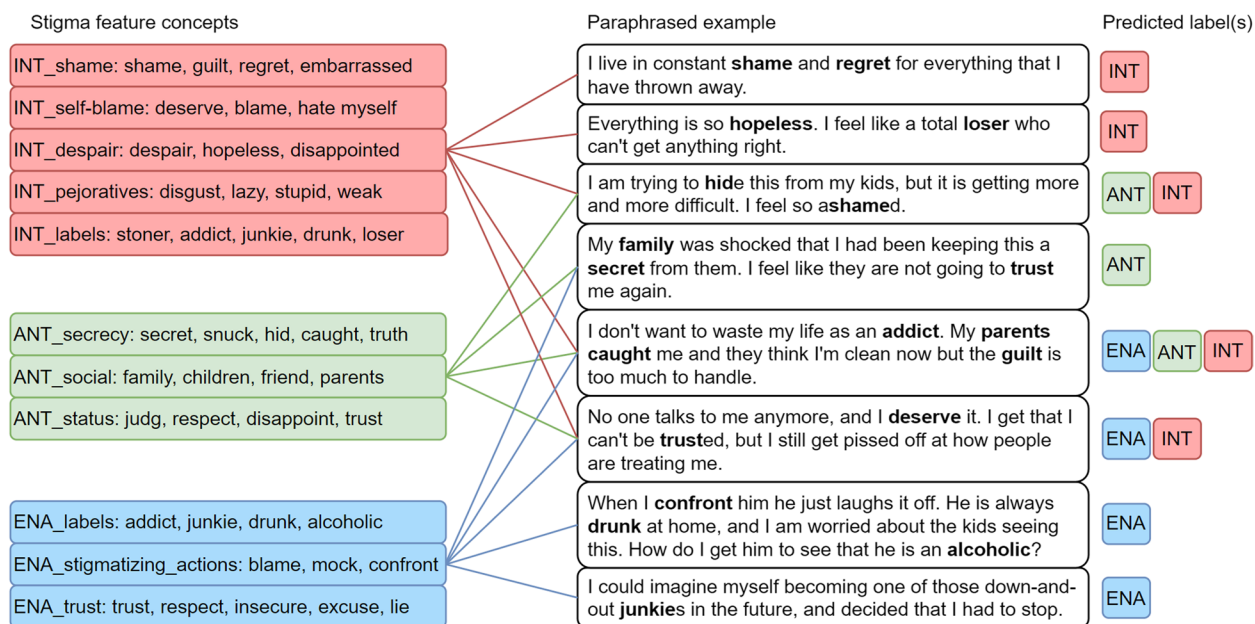 Stigma feature concepts
INT_shame: shame, guilt, regret, embarrassed
INT_self-blame: deserve, blame, hate myself
INT_despair: despair, hopeless, disappointed
INT_pejoratives: disgust, lazy, stupid, weak
INT_labels: stoner, addict, junkie, drunk, loser
ANT_secrecy: secret, snuck, hid, caught, truth
ANT_social: family, children, friend, parents
ANT_status: judg, respect, disappoint, trust
ENA_labels: addict, junkie, drunk, alcoholic
ENA_stigmatizing_actions: blame, mock, confront
ENA_trust: trust, respect, insecure, excuse, lie
Paraphrased example
Predicted label(s)
I live in constant shame and regret for everything that I
have thrown away.
INT
Everything is so hopeless. I feel like a total loser who
can't get anything right.
INT
I am trying to hide this from my kids, but it is getting more
and more difficult. I feel so ashamed.
ANT INT
My family was shocked that I had been keeping this a
secret from them. I feel like they are not going to trust
me again.
ANT
I don't want to waste my life as an addict. My parents
caught me and they think I'm clean now but the guilt is
too much to handle.
ENA ANT INT
No one talks to me anymore, and I deserve it. I get that I
can't be trusted, but I still get pissed off at how people
are treating me.
ENA INT
When I confront him he just laughs it off. He is always
drunk at home, and I am worried about the kids seeing
this. How do I get him to see that he is an alcoholic?
ENA
I could imagine myself becoming one of those down-and-
out junkies in the future, and decided that I had to stop.
ENA